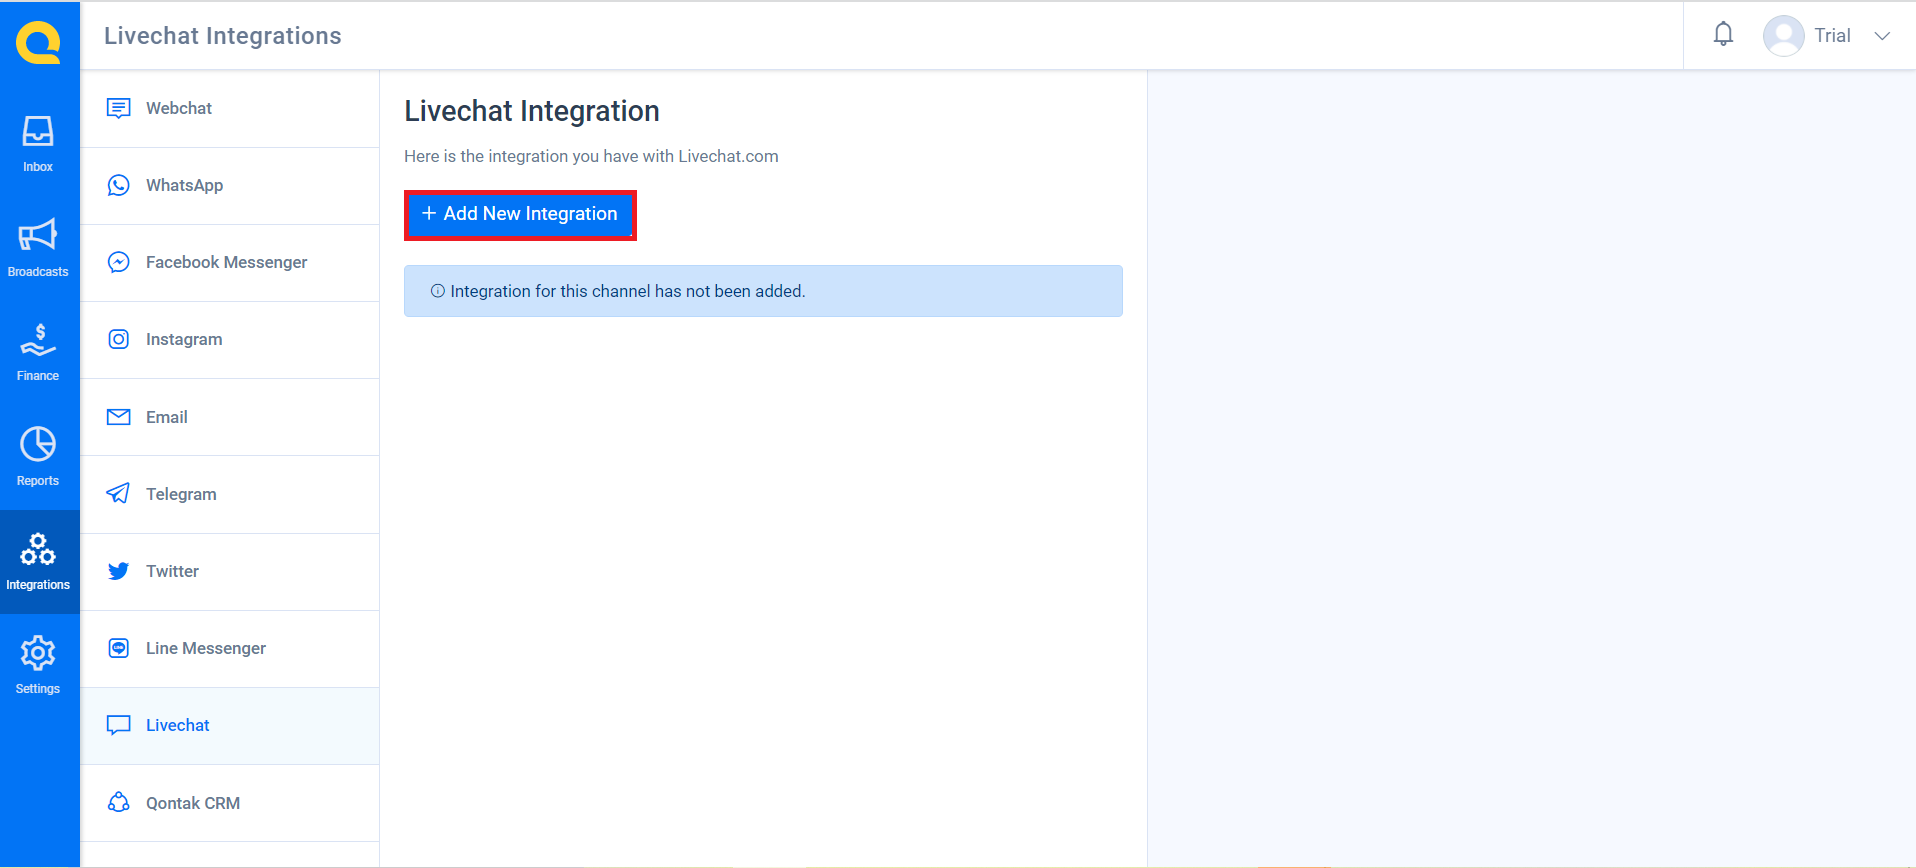 Livechat Integrations
Trial
Inbox
Broadcasts
Finance
Reports
Integrations
Settings
Webchat
WhatsApp
Facebook Messenger
Instagram
Email
Telegram
Twitter
Line Messenger
Livechat
Qontak CRM
Livechat Integration
Here is the integration you have with Livechat.com
+ Add New Integration
Integration for this channel has not been added.